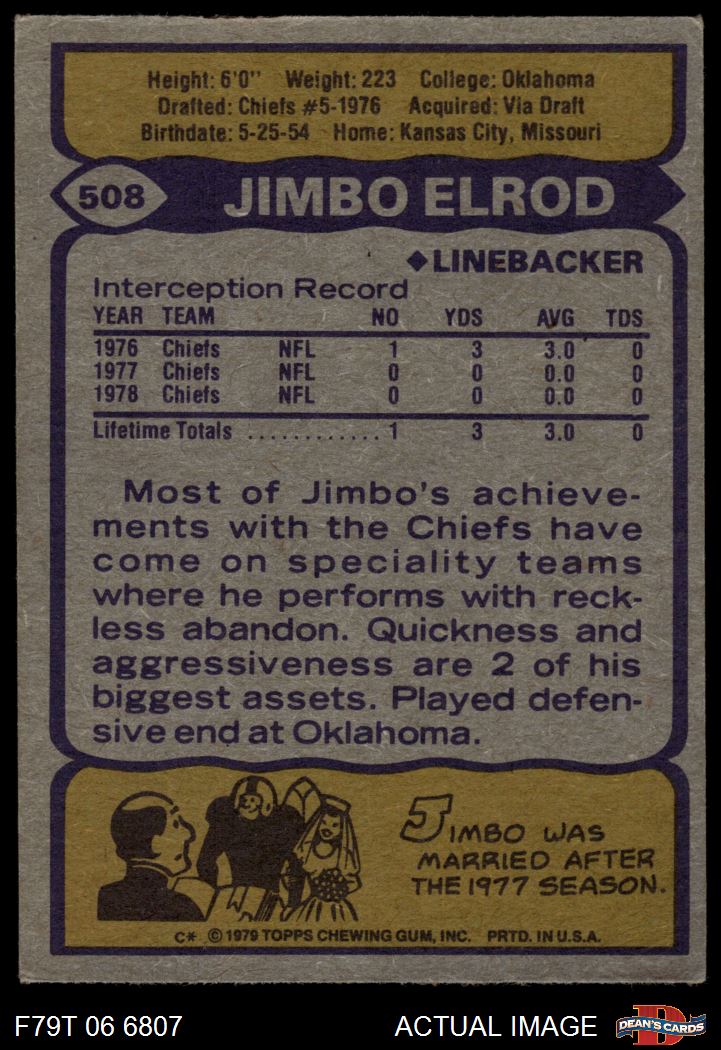 Height: 6'0" Weight: 223 College: Oklahoma
Drafted: Chiefs #5-1976 Acquired: Via Draft
Birthdate: 5-25-54 Home: Kansas City, Missouri
508 JIMBO ELROD
◆LINEBACKER
Interception Record
YEAR TEAM NO YDS AVG TDS
1976 Chiefs NFL 1 3 3.0 0
1977 Chiefs NFL 0 0 0.0 0
1978 Chiefs NFL 0 0 0.0 0
Lifetime Totals ............ 1 3 3.0 0
Most of Jimbo's achieve-
ments with the Chiefs have
come on speciality teams
where he performs with reck-
less abandon. Quickness and
aggressiveness are 2 of his
biggest assets. Played defen-
sive end at Oklahoma.
JIMBO WAS
MARRIED AFTER
THE 1977 SEASON.
C* © 1979 TOPPS CHEWING GUM, INC. PRTD. IN U.S.A.
F79T 06 6807 ACTUAL IMAGE D DEAN'S CARDS